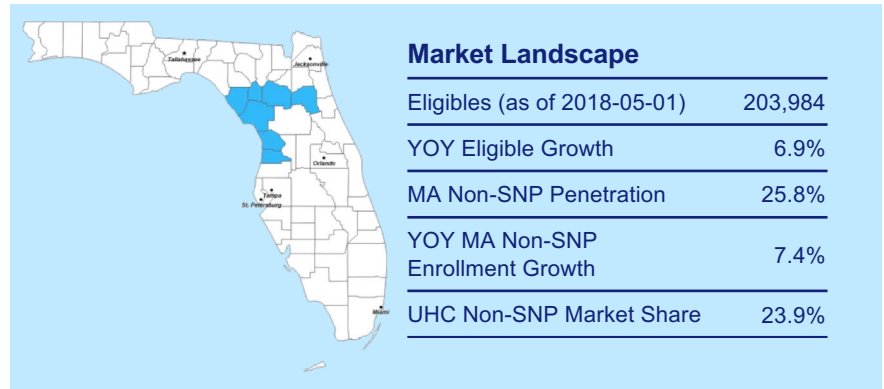 Tallahassee
Jacksonville
Orlando
Tampa
St. Petersburg
Miami
Market Landscape
Eligibles (as of 2018-05-01) 203,984
YOY Eligible Growth 6.9%
MA Non-SNP Penetration 25.8%
YOY MA Non-SNP
Enrollment Growth 7.4%
UHC Non-SNP Market Share 23.9%